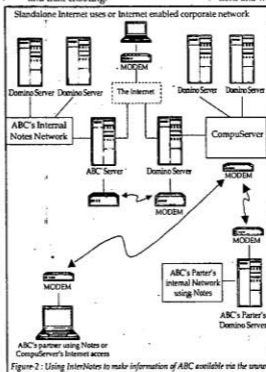 Standalone Internet uses or Internet enabled corporate network
Domino Server
Domino Server
MODEM
Domino Server
Domino Server
The Internet
ABC's Internal
Notes Network
CompuServer
ABC' Server
Domino Server
MODEM
MODEM
MODEM
MODEM
ABC's Parter's
internal Network
using Notes
ABC's partner using Notes or
CompuServer's Internet access
ABC's Parter's
Domino Server
Figure-2 : Using InterNotes to make information of ABC available via the